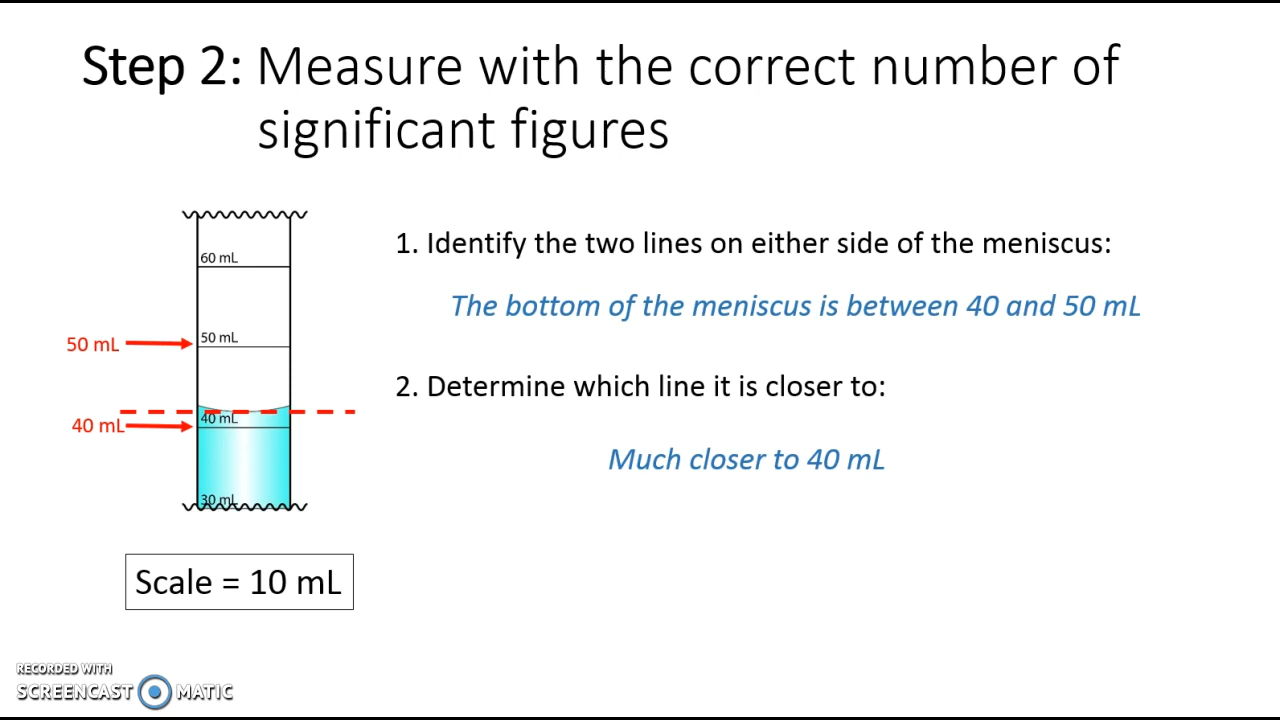 Step 2: Measure with the correct number of
significant figures
60 mL
50 mL
50 mL
40 mL
40 mL
30 mL
Scale = 10 mL
1. Identify the two lines on either side of the meniscus:
The bottom of the meniscus is between 40 and 50 mL
2. Determine which line it is closer to:
Much closer to 40 mL
RECORDED WITH
SCREENCAST MATIC